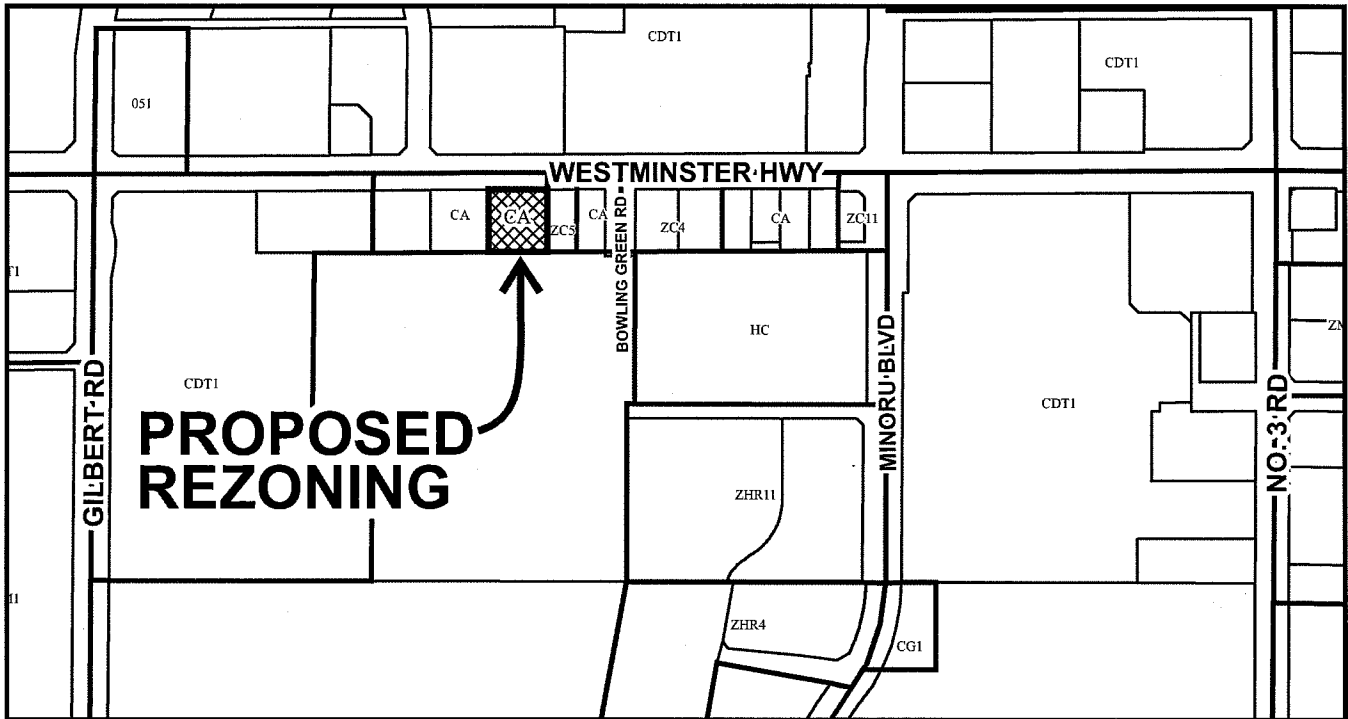 CDT1
CDT1
051
WESTMINSTER HWY
CA
CA
ZC5
CA
BOWLING GREEN RD
ZC4
CA
ZC11
HC
MINORU BLVD
GILBERT RD
CDT1
CDT1
NO. 3 RD
PROPOSED
REZONING
ZHR11
ZHR4
CG1